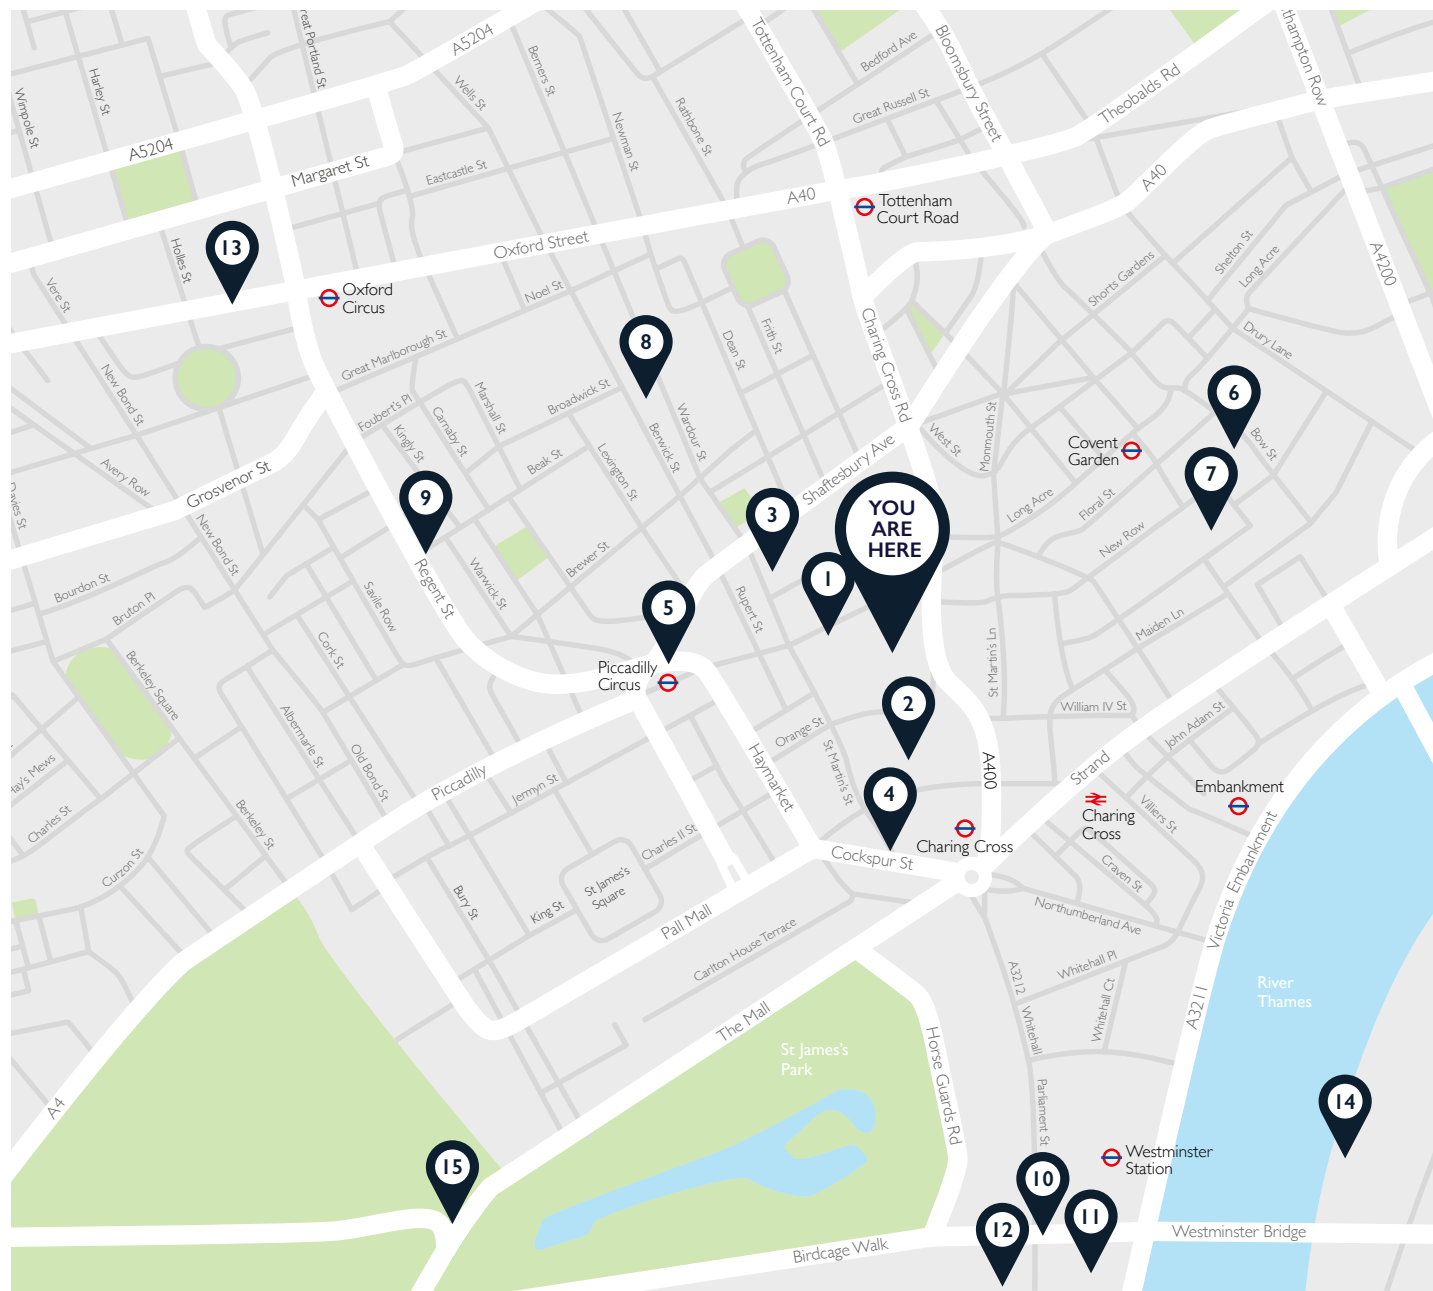 A5204
Tottenham Court Rd
Bloomsbury Street
Bedford Ave
Theobalds Rd
Great Russell St
Harley St
Wimpole St
Wells St
Berners St
Newman St
Rathbone St
A5204
Margaret St
Eastcastle St
A40
A40
Tottenham
Court Road
Oxford Street
13
Holles St
Vere St
Oxford
Circus
Noel St
A4200
Shelton St
Long Acre
Shorts Gardens
Drury Lane
Great Marlborough St
8
Dean St
Frith St
Charing Cross Rd
New Bond St
Foubert's Pl
Kingly St
Carnaby St
Marshall St
Broadwick St
Berwick St
Wardour St
Beak St
Lexington St
West St
Monmouth St
6
Bow St
Covent
Garden
7
Avery Row
Grosvenor St
Davies St
New Bond St
9
Shaftesbury Ave
3
YOU
ARE
HERE
Long Acre
Floral St
New Row
Bourdon St
Bruton Pl
Regent St
Warwick St
Brewer St
Savile Row
Cork St
5
Rupert St
1
Maiden Ln
St Martin's Ln
Berkeley Square
Piccadilly
Circus
2
William IV St
John Adam St
Albermarle St
Old Bond St
Orange St
St Martin's St
Haymarket
A400
Strand
Hay's Mews
Charles St
Piccadilly
Jermyn St
Berkeley St
4
Charing
Cross
Villiers St
Embankment
Curzon St
Charles II St
Cockspur St
Charing Cross
Craven St
Victoria Embankment
St James's
Square
Bury St
King St
Pall Mall
Carlton House Terrace
Northumberland Ave
Whitehall Pl
A3212
Whitehall
Whitehall Ct
A3211
River
Thames
The Mall
St James's
Park
Horse Guards Rd
A4
Parliament St
14
15
Westminster
Station
10
11
12
Westminster Bridge
Birdcage Walk